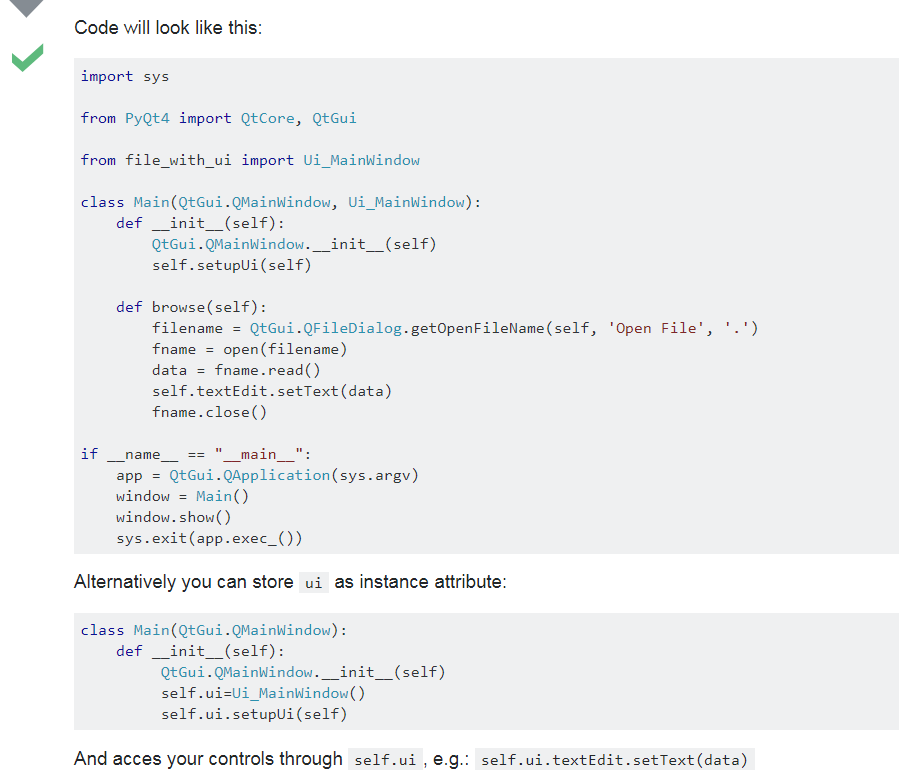 Code will look like this:
import sys
from PyQt4 import QtCore, QtGui
from file_with_ui import Ui_MainWindow
class Main(QtGui.QMainWindow, Ui_MainWindow):
    def __init__(self):
        QtGui.QMainWindow.__init__(self)
        self.setupUi(self)
    def browse(self):
        filename = QtGui.QFileDialog.getOpenFileName(self, 'Open File', '.')
        fname = open(filename)
        data = fname.read()
        self.textEdit.setText(data)
        fname.close()
if __name__ == "__main__":
    app = QtGui.QApplication(sys.argv)
    window = Main()
    window.show()
    sys.exit(app.exec_())
Alternatively you can store ui as instance attribute:
class Main(QtGui.QMainWindow):
    def __init__(self):
         QtGui.QMainWindow.__init__(self)
         self.ui=Ui_MainWindow()
         self.ui.setupUi(self)
And acces your controls through self.ui , e.g.: self.ui.textEdit.setText(data)